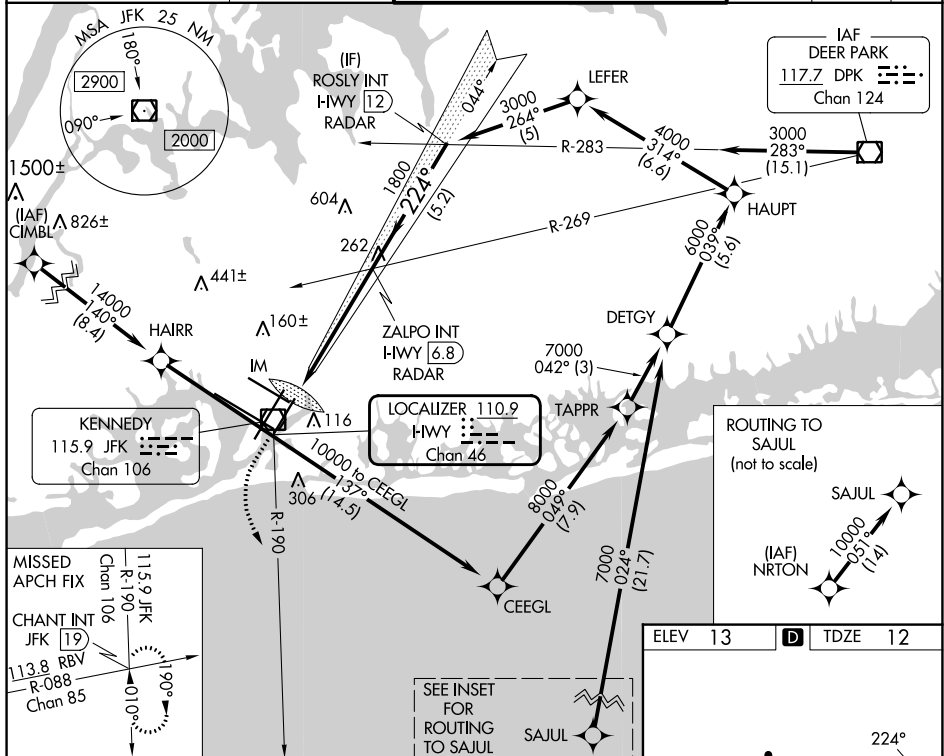 MSA JFK 25 NM
180°
2900
090°
2000
(IF)
ROSLY INT
I-IWY 12
RADAR
044°
LEFER
3000
264°
(5)
IAF
DEER PARK
117.7 DPK
Chan 124
4000
314°
(6.6)
R-283
3000
283°
(15.1)
1500±
(IAF)
CIMBL
826±
604
1800
224°
(5.2)
R-269
HAUPT
262
441±
6000
039°
(5.6)
14000
140°
(8.4)
HAIRR
160±
ZALPO INT
I-IWY 6.8
RADAR
DETGY
7000
042° (3)
IM
TAPPR
KENNEDY
115.9 JFK
Chan 106
116
LOCALIZER 110.9
I-IWY
Chan 46
ROUTING TO
SAJUL
(not to scale)
10000 to CEEGL
137°
(14.5)
306
R-190
8000
049°
(7.9)
7000
024°
(21.7)
SAJUL
10000
051°
(14)
(IAF)
NRTON
CEEGL
MISSED
APCH FIX
115.9 JFK
R-190
Chan 106
CHANT INT
JFK 19
113.8 RBV
R-088
Chan 85
190°
010°
SEE INSET
FOR
ROUTING
TO SAJUL
SAJUL
ELEV 13
D
TDZE 12
224°